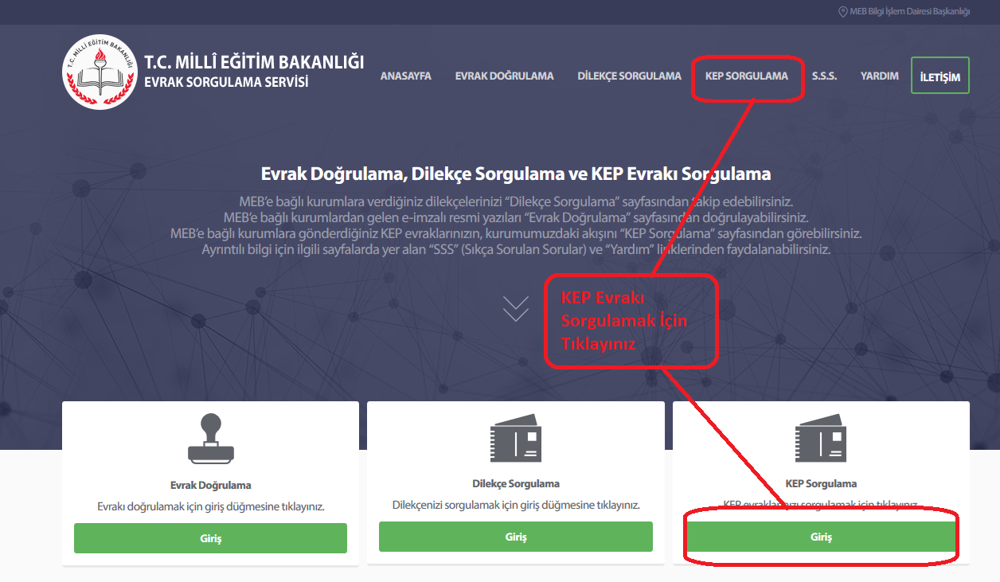 MEB Bilgi İşlem Dairesi Başkanlığı
T.C. MİLLİ EĞİTİM BAKANLIĞI
T.C. MİLLÎ EĞİTİM BAKANLIĞI
EVRAK SORGULAMA SERVİSİ
ANASAYFA EVRAK DOĞRULAMA DİLEKÇE SORGULAMA KEP SORGULAMA S.S.S. YARDIM İLETİŞİM
Evrak Doğrulama, Dilekçe Sorgulama ve KEP Evrakı Sorgulama
MEB’e bağlı kurumlara verdiğiniz dilekçelerinizi “Dilekçe Sorgulama” sayfasından takip edebilirsiniz.
MEB’e bağlı kurumlardan gelen e-imzalı resmi yazıları “Evrak Doğrulama” sayfasından doğrulayabilirsiniz.
MEB’e bağlı kurumlara gönderdiğiniz KEP evraklarınızın, kurumumuzdaki akışını “KEP Sorgulama” sayfasından görebilirsiniz.
Ayrıntılı bilgi için ilgili sayfalarda yer alan “SSS” (Sıkça Sorulan Sorular) ve “Yardım” linklerinden faydalanabilirsiniz.
KEP Evrakı
Sorgulamak İçin
Tıklayınız
Evrak Doğrulama
Evrakı doğrulamak için giriş düğmesine tıklayınız.
Giriş
Dilekçe Sorgulama
Dilekçenizi sorgulamak için giriş düğmesine tıklayınız.
Giriş
KEP Sorgulama
KEP evraklarınızı sorgulamak için tıklayınız.
Giriş